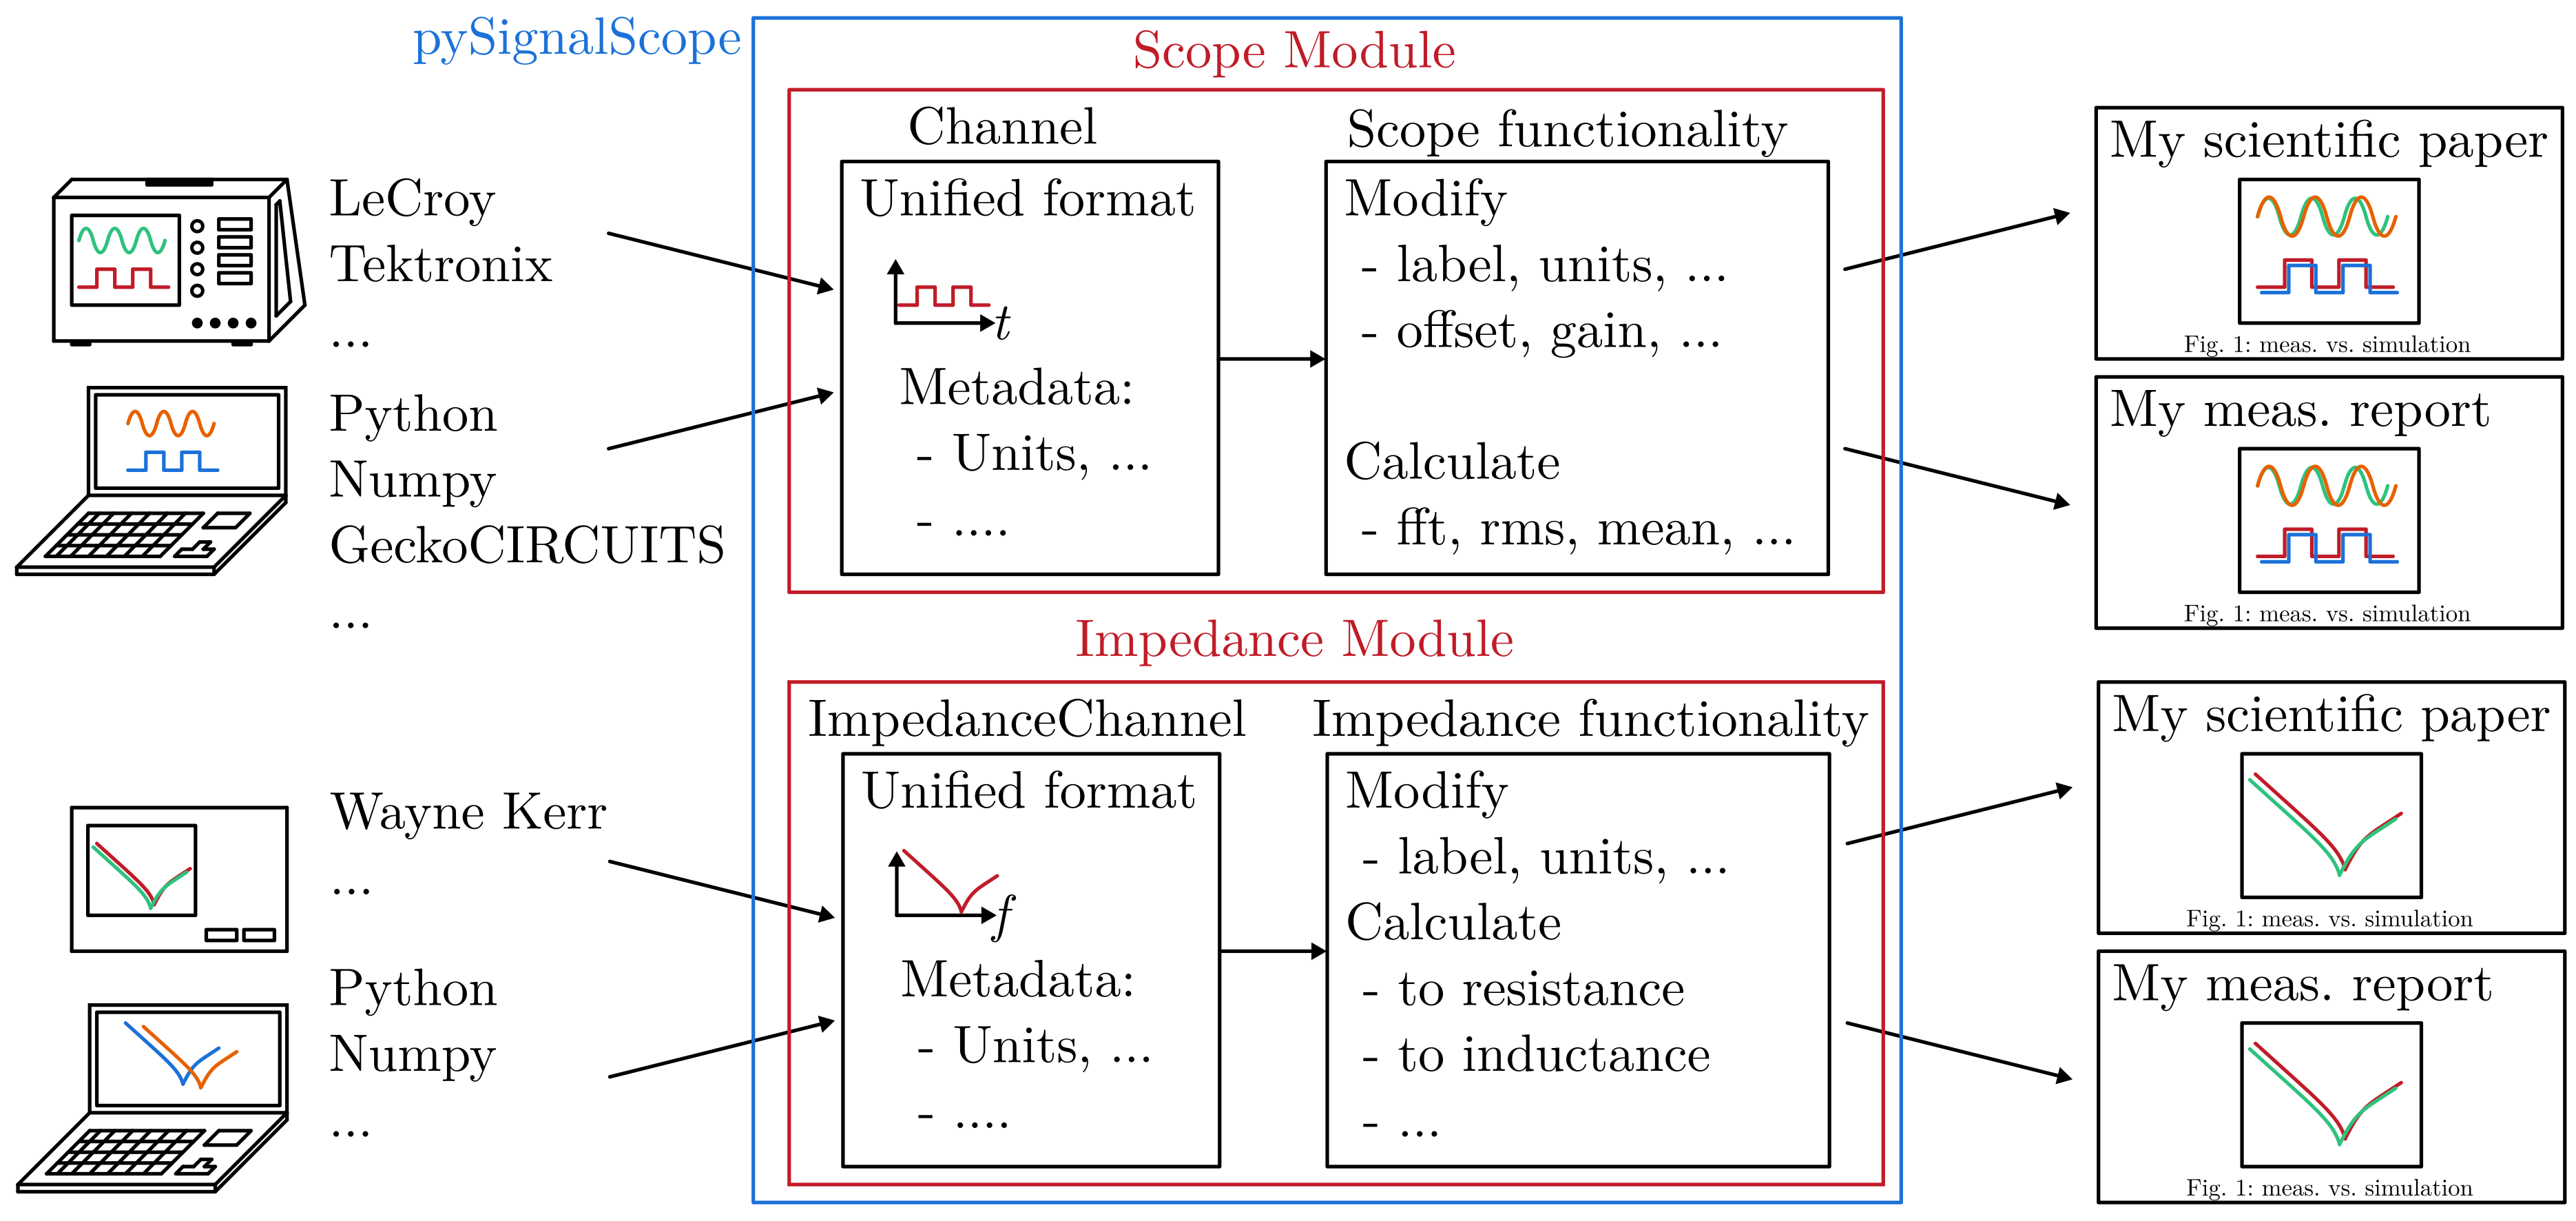 pySignalScope
Scope Module
LeCroy
Tektronix
...
Python
Numpy
GeckoCIRCUITS
...
Channel
Unified format
t
Metadata:
- Units, ...
- ....
Scope functionality
Modify
- label, units, ...
- offset, gain, ...
Calculate
- fft, rms, mean, ...
My scientific paper
Fig. 1: meas. vs. simulation
My meas. report
Fig. 1: meas. vs. simulation
Impedance Module
Wayne Kerr
...
Python
Numpy
...
ImpedanceChannel
Unified format
f
Metadata:
- Units, ...
- ....
Impedance functionality
Modify
- label, units, ...
Calculate
- to resistance
- to inductance
- ...
My scientific paper
Fig. 1: meas. vs. simulation
My meas. report
Fig. 1: meas. vs. simulation